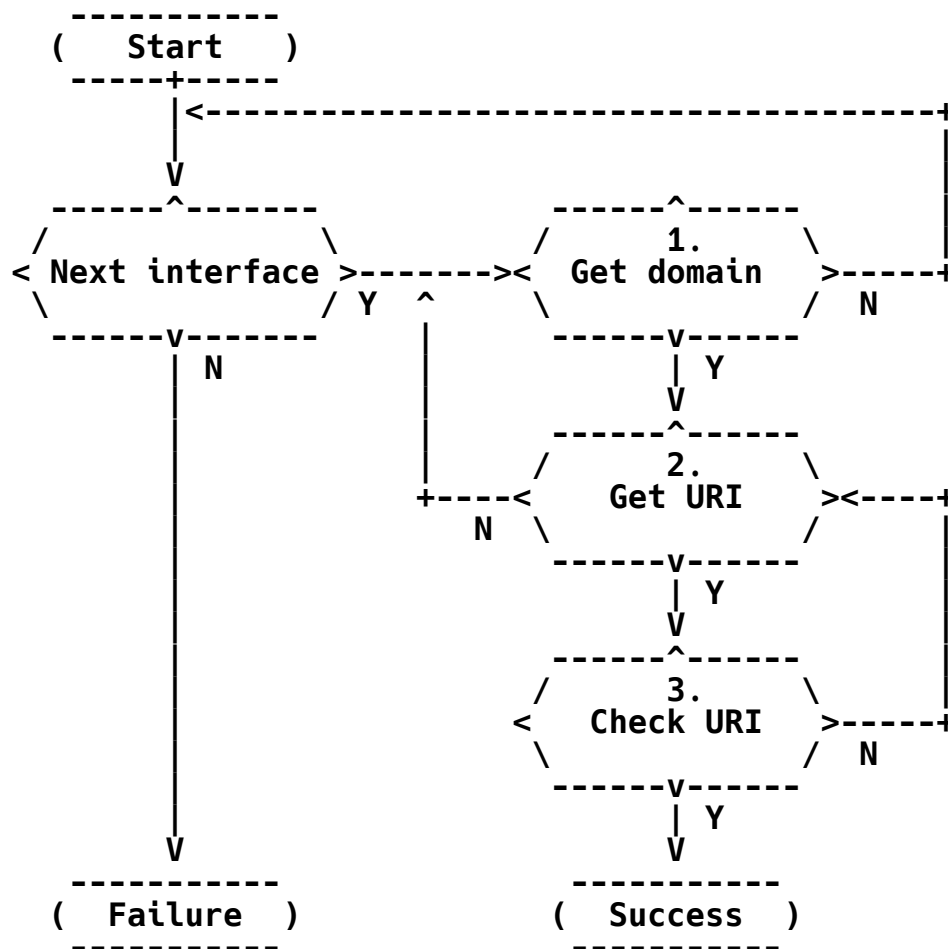 Start
1.
Next interface Get domain
Y N
N Y
2.
Get URI
N
Y
3.
Check URI
N
Y
Failure Success